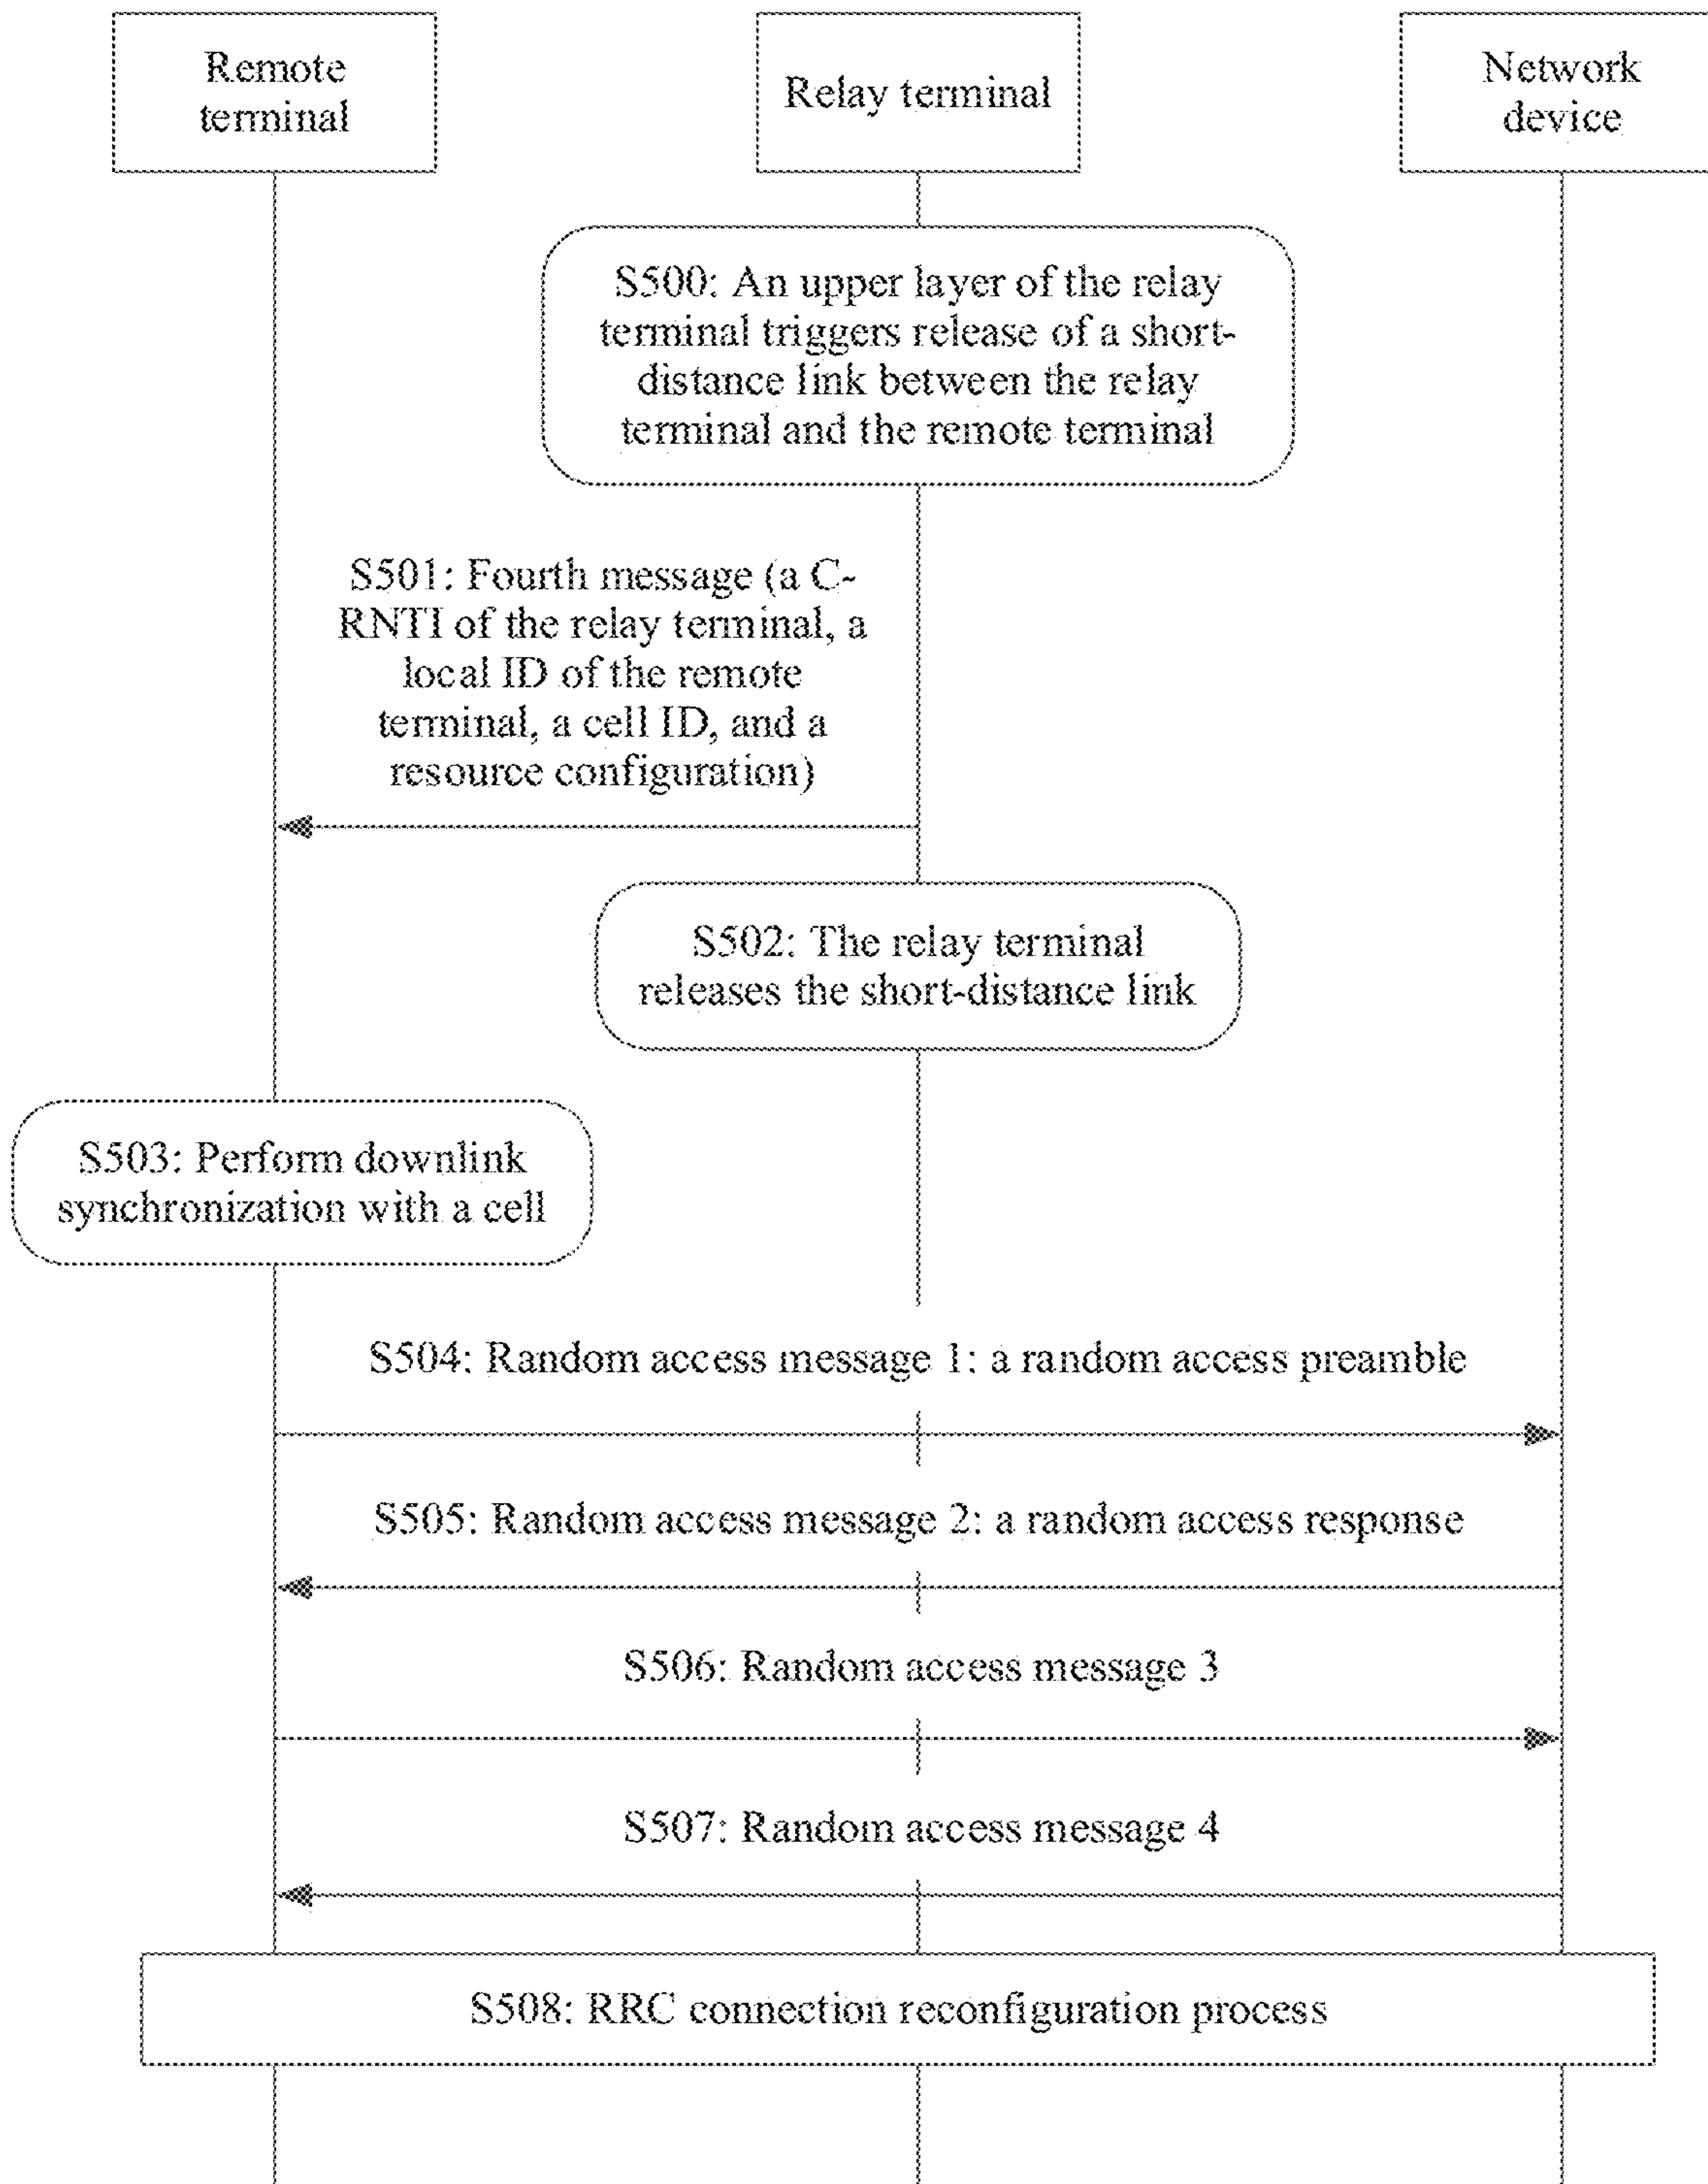 Remote
terminal
Relay terminal
Network
device
S500: An upper layer of the relay
terminal triggers release of a short-
distance link between the relay
terminal and the remote terminal
S501: Fourth message (a C-
RNTI of the relay terminal, a
local ID of the remote
terminal, a cell ID, and a
resource configuration)
S502: The relay terminal
releases the short-distance link
S503: Perform downlink
synchronization with a cell
S504: Random access message 1: a random access preamble
S505: Random access message 2: a random access response
S506: Random access message 3
S507: Random access message 4
S508: RRC connection reconfiguration process